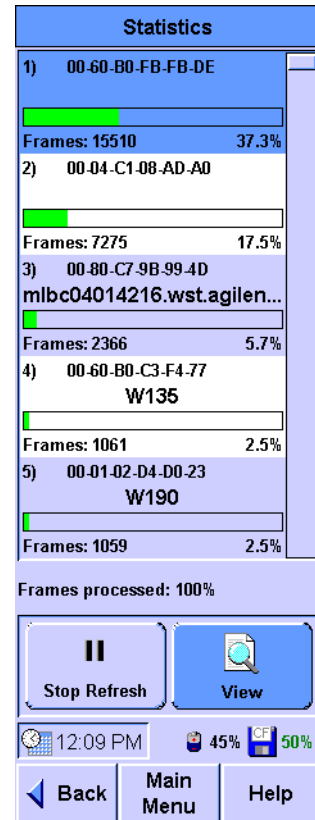 Statistics
1) 00-60-B0-FB-FB-DE
Frames: 15510 37.3%
2) 00-04-C1-08-AD-A0
Frames: 7275 17.5%
3) 00-80-C7-9B-99-4D
mlbc04014216.wst.agilen...
Frames: 2366 5.7%
4) 00-60-B0-C3-F4-77
W135
Frames: 1061 2.5%
5) 00-01-02-D4-D0-23
W190
Frames: 1059 2.5%
Frames processed: 100%
Stop Refresh View
12:09 PM 45% CF 50%
Back Main Menu Help